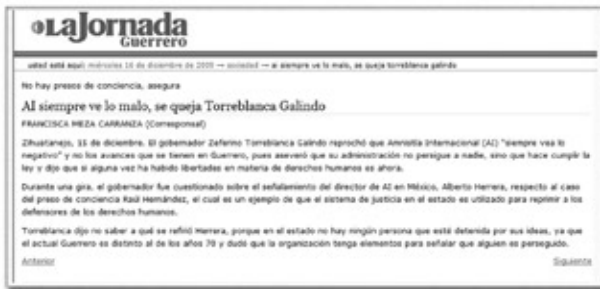 La Jornada
Guerrero
usted está aquí: miércoles 16 de diciembre de 2009 → sociedad → ai siempre ve lo malo, se queja torreblanca galindo
No hay presos de conciencia, asegura
AI siempre ve lo malo, se queja Torreblanca Galindo
FRANCISCA MEZA CARRANZA (Corresponsal)
Zihuatanejo, 15 de diciembre. El gobernador Zeferino Torreblanca Galindo reprochó que Amnistía Internacional (AI) "siempre vea lo
negativo" y no los avances que se tienen en Guerrero, pues aseveró que su administración no persigue a nadie, sino que hace cumplir la
ley y dijo que si alguna vez ha habido libertades en materia de derechos humanos es ahora.
Durante una gira, el gobernador fue cuestionado sobre el señalamiento del director de AI en México, Alberto Herrera, respecto al caso
del preso de conciencia Raúl Hernández, el cual es un ejemplo de que el sistema de justicia en el estado es utilizado para reprimir a los
defensores de los derechos humanos.
Torreblanca dijo no saber a qué se refirió Herrera, porque en el estado no hay ningún persona que esté detenida por sus ideas, ya que
el actual Guerrero es distinto al de los años 70 y dudó que la organización tenga elementos para señalar que alguien es perseguido.
Anterior
Siguiente